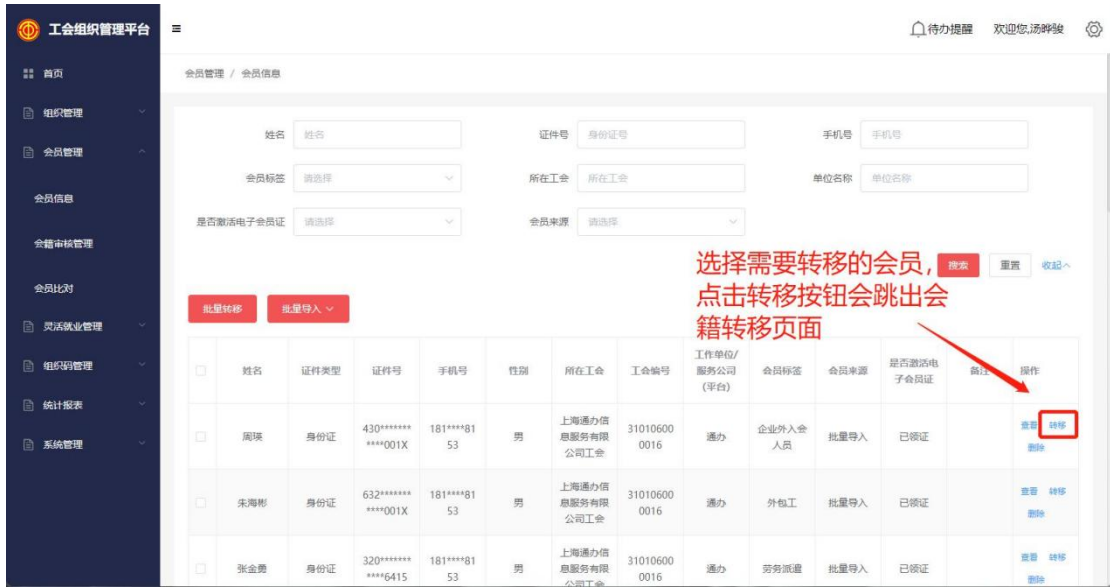 工会组织管理平台
待办提醒 欢迎您,汤晔骏
首页
组织管理
会员管理
会员信息
会籍审核管理
会员比对
灵活就业管理
组织码管理
统计报表
系统管理
会员管理 / 会员信息
姓名 姓名 证件号 身份证号 手机号 手机号
会员标签 请选择 所在工会 所在工会 单位名称 单位名称
是否激活电子会员证 请选择 会员来源 请选择
搜索 重置 收起
选择需要转移的会员，
点击转移按钮会跳出会
籍转移页面
批量转移 批量导入
姓名 证件类型 证件号 手机号 性别 所在工会 工会编号 工作单位/服务公司(平台) 会员标签 会员来源 是否激活电子会员证 备注 操作
周瑛 身份证 430***********001X 181****8153 男 上海通办信息服务有限公司工会 310106000016 通办 企业外入会人员 批量导入 已领证 查看 转移 删除
朱海彬 身份证 632***********001X 181****8153 男 上海通办信息服务有限公司工会 310106000016 通办 外包工 批量导入 已领证 查看 转移 删除
张金勇 身份证 320***********6415 181****8153 男 上海通办信息服务有限公司工会 310106000016 通办 劳务派遣 批量导入 已领证 查看 转移 删除